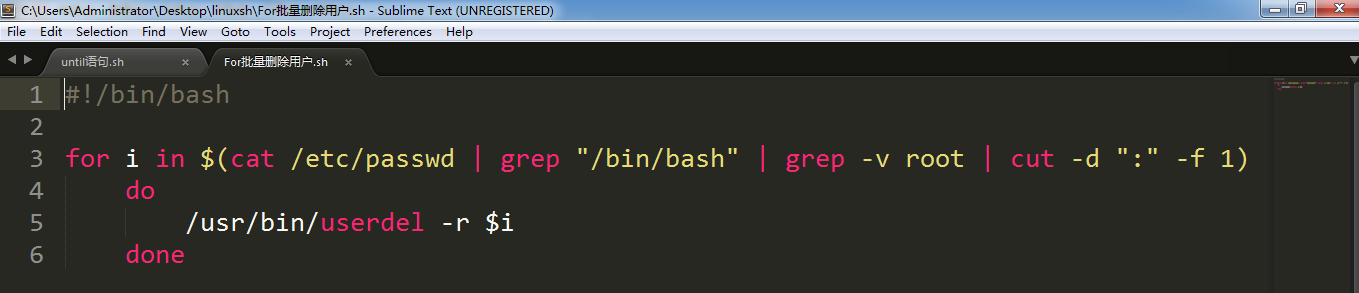 C:\Users\Administrator\Desktop\linuxsh\For批量删除用户.sh - Sublime Text (UNREGISTERED)
File Edit Selection Find View Goto Tools Project Preferences Help
until语句.sh × For批量删除用户.sh ×
1 #!/bin/bash
2
3 for i in $(cat /etc/passwd | grep "/bin/bash" | grep -v root | cut -d ":" -f 1)
4 do
5 /usr/bin/userdel -r $i
6 done